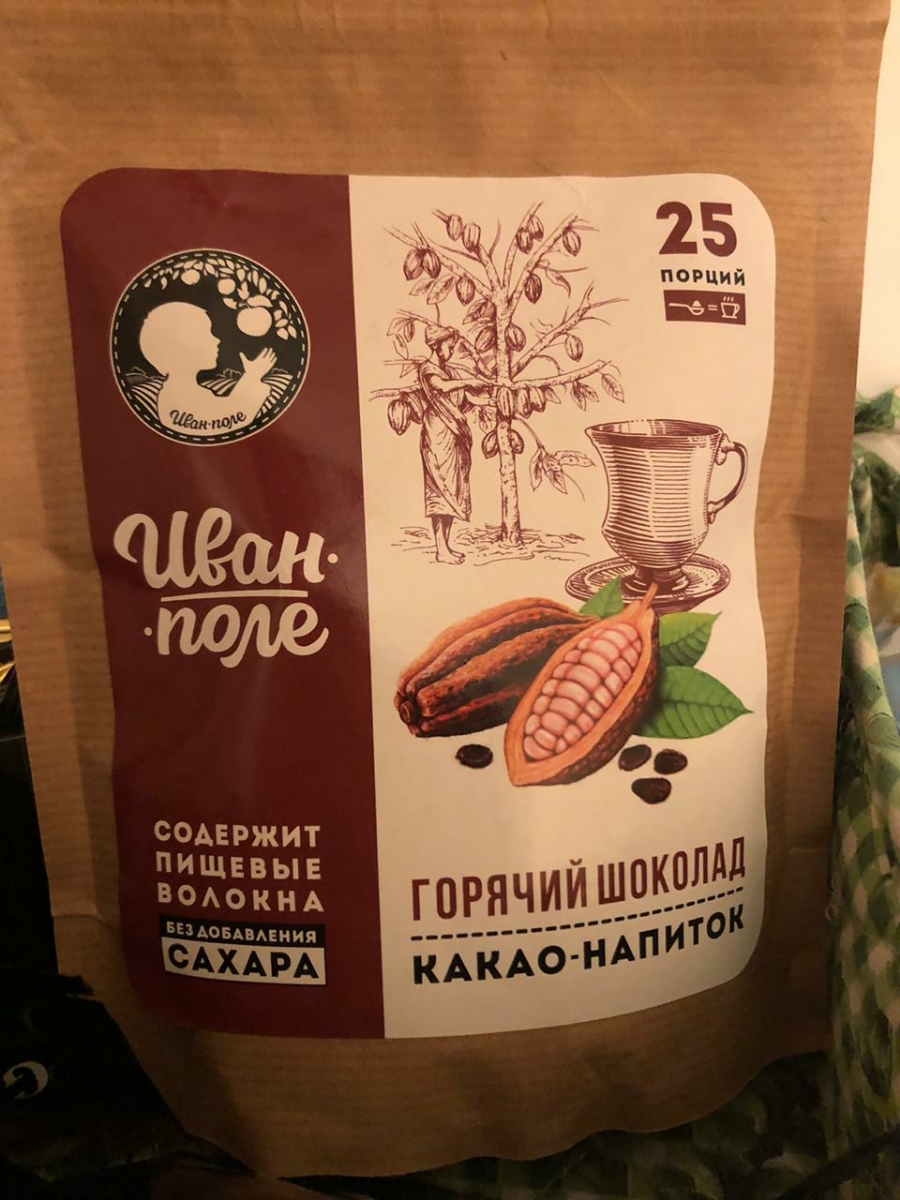 25
ПОРЦИЙ
=
Иван·поле
Иван·
·поле
СОДЕРЖИТ
ПИЩЕВЫЕ
ВОЛОКНА
БЕЗ ДОБАВЛЕНИЯ
САХАРА
ГОРЯЧИЙ ШОКОЛАД
КАКАО-НАПИТОК